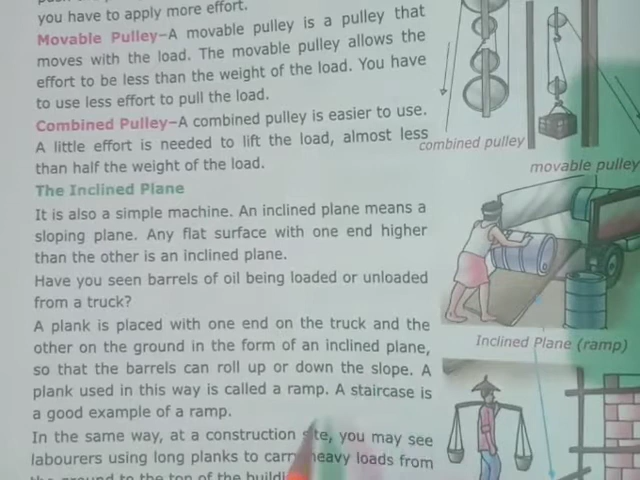 you have to apply more effort.
Movable Pulley–A movable pulley is a pulley that
moves with the load. The movable pulley allows the
effort to be less than the weight of the load. You have
to use less effort to pull the load.
Combined Pulley–A combined pulley is easier to use.
A little effort is needed to lift the load, almost less
than half the weight of the load.
combined pulley
movable pulley
The Inclined Plane
It is also a simple machine. An inclined plane means a
sloping plane. Any flat surface with one end higher
than the other is an inclined plane.
Have you seen barrels of oil being loaded or unloaded
from a truck?
A plank is placed with one end on the truck and the
other on the ground in the form of an inclined plane,
so that the barrels can roll up or down the slope. A
plank used in this way is called a ramp. A staircase is
a good example of a ramp.
Inclined Plane (ramp)
In the same way, at a construction site, you may see
labourers using long planks to carry heavy loads from
ground to the top of the